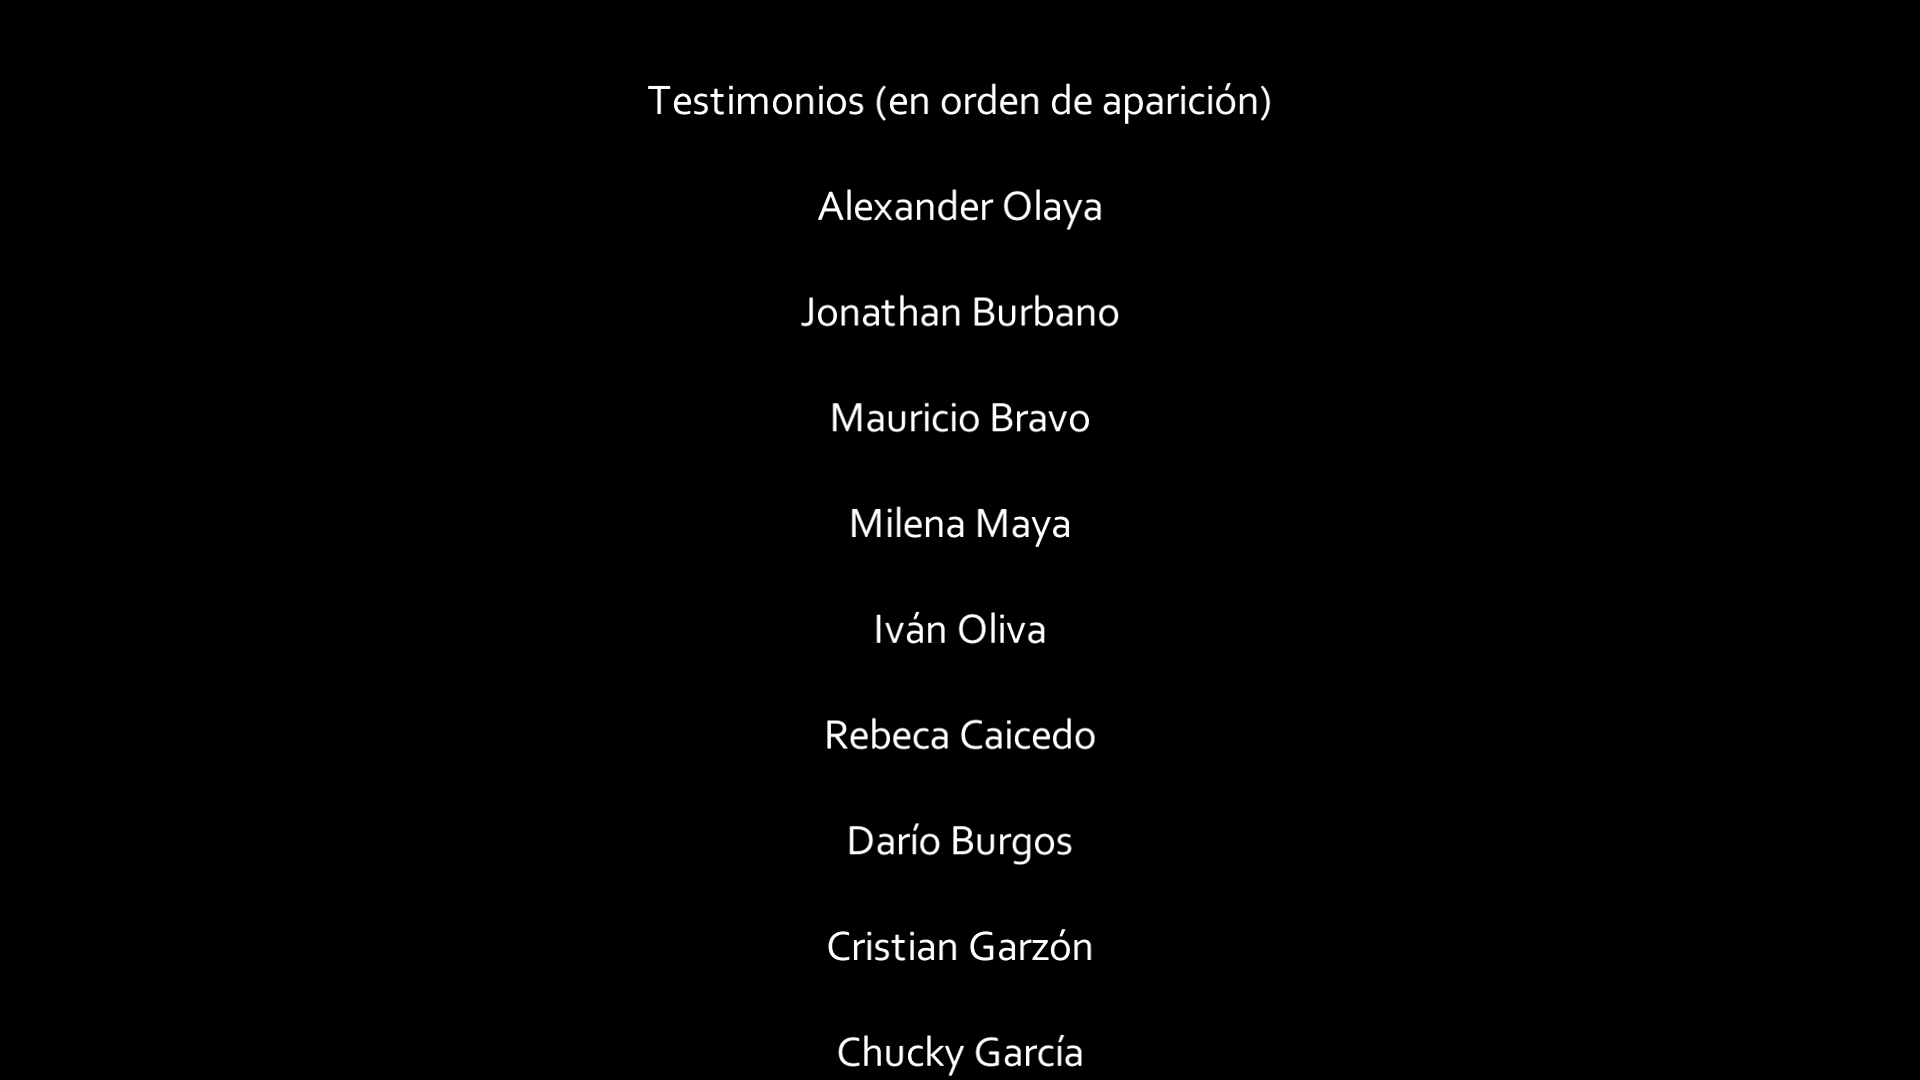 Testimonios (en orden de aparición)
Alexander Olaya
Jonathan Burbano
Mauricio Bravo
Milena Maya
Iván Oliva
Rebeca Caicedo
Darío Burgos
Cristian Garzón
Chucky García